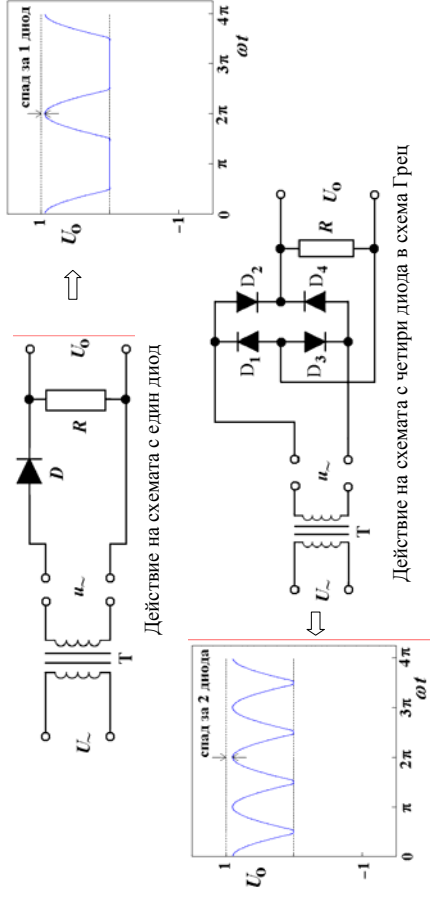 U~
T
u~
D
R
U₀
спад за 1 диод
1
U₀
-1
0 π 2π 3π 4π
ωt
Действие на схемата с един диод
спад за 2 диода
1
U₀
-1
0 π 2π 3π 4π
ωt
U~
T
u~
D₁ D₂
D₃ D₄
R
U₀
Действие на схемата с четири диода в схема Грец